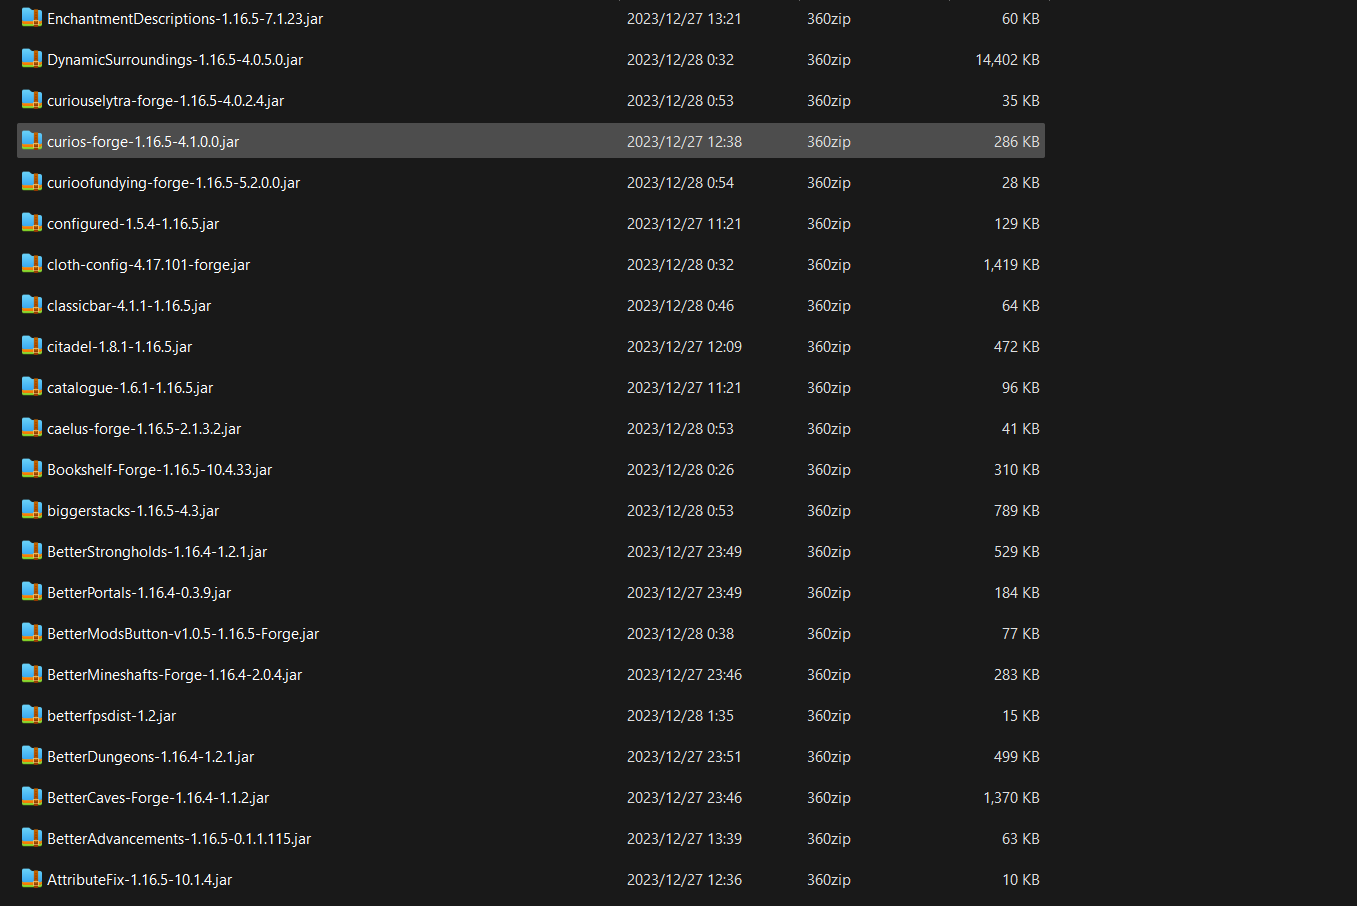 EnchantmentDescriptions-1.16.5-7.1.23.jar 2023/12/27 13:21 360zip 60 KB
DynamicSurroundings-1.16.5-4.0.5.0.jar 2023/12/28 0:32 360zip 14,402 KB
curiouselytra-forge-1.16.5-4.0.2.4.jar 2023/12/28 0:53 360zip 35 KB
curios-forge-1.16.5-4.1.0.0.jar 2023/12/27 12:38 360zip 286 KB
curioofundying-forge-1.16.5-5.2.0.0.jar 2023/12/28 0:54 360zip 28 KB
configured-1.5.4-1.16.5.jar 2023/12/27 11:21 360zip 129 KB
cloth-config-4.17.101-forge.jar 2023/12/28 0:32 360zip 1,419 KB
classicbar-4.1.1-1.16.5.jar 2023/12/28 0:46 360zip 64 KB
citadel-1.8.1-1.16.5.jar 2023/12/27 12:09 360zip 472 KB
catalogue-1.6.1-1.16.5.jar 2023/12/27 11:21 360zip 96 KB
caelus-forge-1.16.5-2.1.3.2.jar 2023/12/28 0:53 360zip 41 KB
Bookshelf-Forge-1.16.5-10.4.33.jar 2023/12/28 0:26 360zip 310 KB
biggerstacks-1.16.5-4.3.jar 2023/12/28 0:53 360zip 789 KB
BetterStrongholds-1.16.4-1.2.1.jar 2023/12/27 23:49 360zip 529 KB
BetterPortals-1.16.4-0.3.9.jar 2023/12/27 23:49 360zip 184 KB
BetterModsButton-v1.0.5-1.16.5-Forge.jar 2023/12/28 0:38 360zip 77 KB
BetterMineshafts-Forge-1.16.4-2.0.4.jar 2023/12/27 23:46 360zip 283 KB
betterfpsdist-1.2.jar 2023/12/28 1:35 360zip 15 KB
BetterDungeons-1.16.4-1.2.1.jar 2023/12/27 23:51 360zip 499 KB
BetterCaves-Forge-1.16.4-1.1.2.jar 2023/12/27 23:46 360zip 1,370 KB
BetterAdvancements-1.16.5-0.1.1.115.jar 2023/12/27 13:39 360zip 63 KB
AttributeFix-1.16.5-10.1.4.jar 2023/12/27 12:36 360zip 10 KB